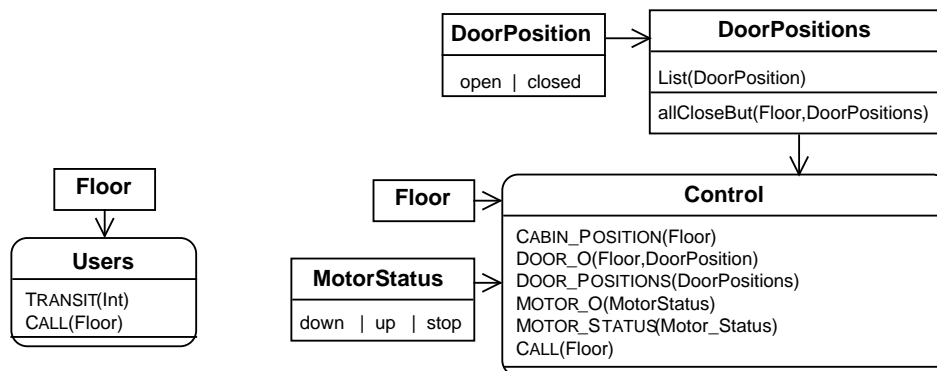 DoorPosition
open | closed
DoorPositions
List(DoorPosition)
allCloseBut(Floor,DoorPositions)
Floor
Users
TRANSIT(Int)
CALL(Floor)
Floor
MotorStatus
down | up | stop
Control
CABIN_POSITION(Floor)
DOOR_O(Floor,DoorPosition)
DOOR_POSITIONS(DoorPositions)
MOTOR_O(MotorStatus)
MOTOR_STATUS(Motor_Status)
CALL(Floor)